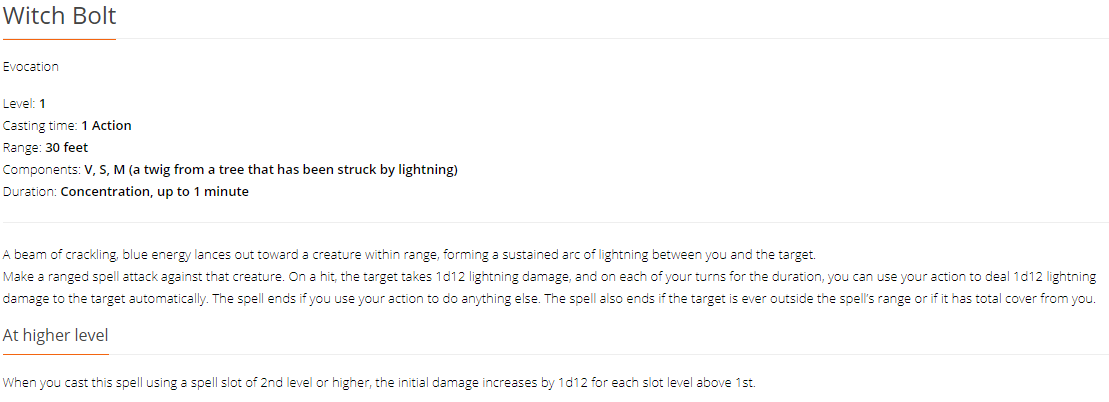 Witch Bolt
Evocation
Level: 1
Casting time: 1 Action
Range: 30 feet
Components: V, S, M (a twig from a tree that has been struck by lightning)
Duration: Concentration, up to 1 minute
A beam of crackling, blue energy lances out toward a creature within range, forming a sustained arc of lightning between you and the target.
Make a ranged spell attack against that creature. On a hit, the target takes 1d12 lightning damage, and on each of your turns for the duration, you can use your action to deal 1d12 lightning
damage to the target automatically. The spell ends if you use your action to do anything else. The spell also ends if the target is ever outside the spell's range or if it has total cover from you.
At higher level
When you cast this spell using a spell slot of 2nd level or higher, the initial damage increases by 1d12 for each slot level above 1st.